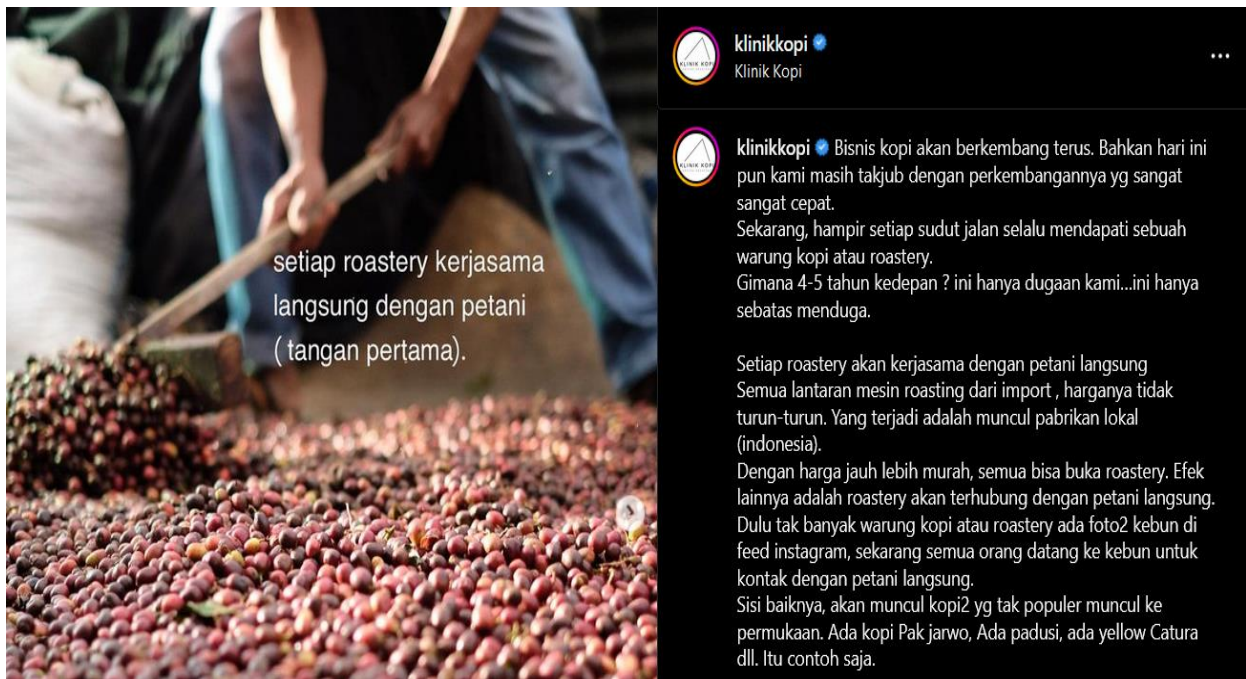 setiap roastery kerjasama
langsung dengan petani
( tangan pertama).
klinikkopi
Klinik Kopi
KLINIK KOPI
klinikkopi Bisnis kopi akan berkembang terus. Bahkan hari ini
pun kami masih takjub dengan perkembangannya yg sangat
sangat cepat.
Sekarang, hampir setiap sudut jalan selalu mendapati sebuah
warung kopi atau roastery.
Gimana 4-5 tahun kedepan ? ini hanya dugaan kami...ini hanya
sebatas menduga.
Setiap roastery akan kerjasama dengan petani langsung
Semua lantaran mesin roasting dari import , harganya tidak
turun-turun. Yang terjadi adalah muncul pabrikan lokal
(indonesia).
Dengan harga jauh lebih murah, semua bisa buka roastery. Efek
lainnya adalah roastery akan terhubung dengan petani langsung.
Dulu tak banyak warung kopi atau roastery ada foto2 kebun di
feed instagram, sekarang semua orang datang ke kebun untuk
kontak dengan petani langsung.
Sisi baiknya, akan muncul kopi2 yg tak populer muncul ke
permukaan. Ada kopi Pak jarwo, Ada padusi, ada yellow Catura
dll. Itu contoh saja.
KLINIK KOPI